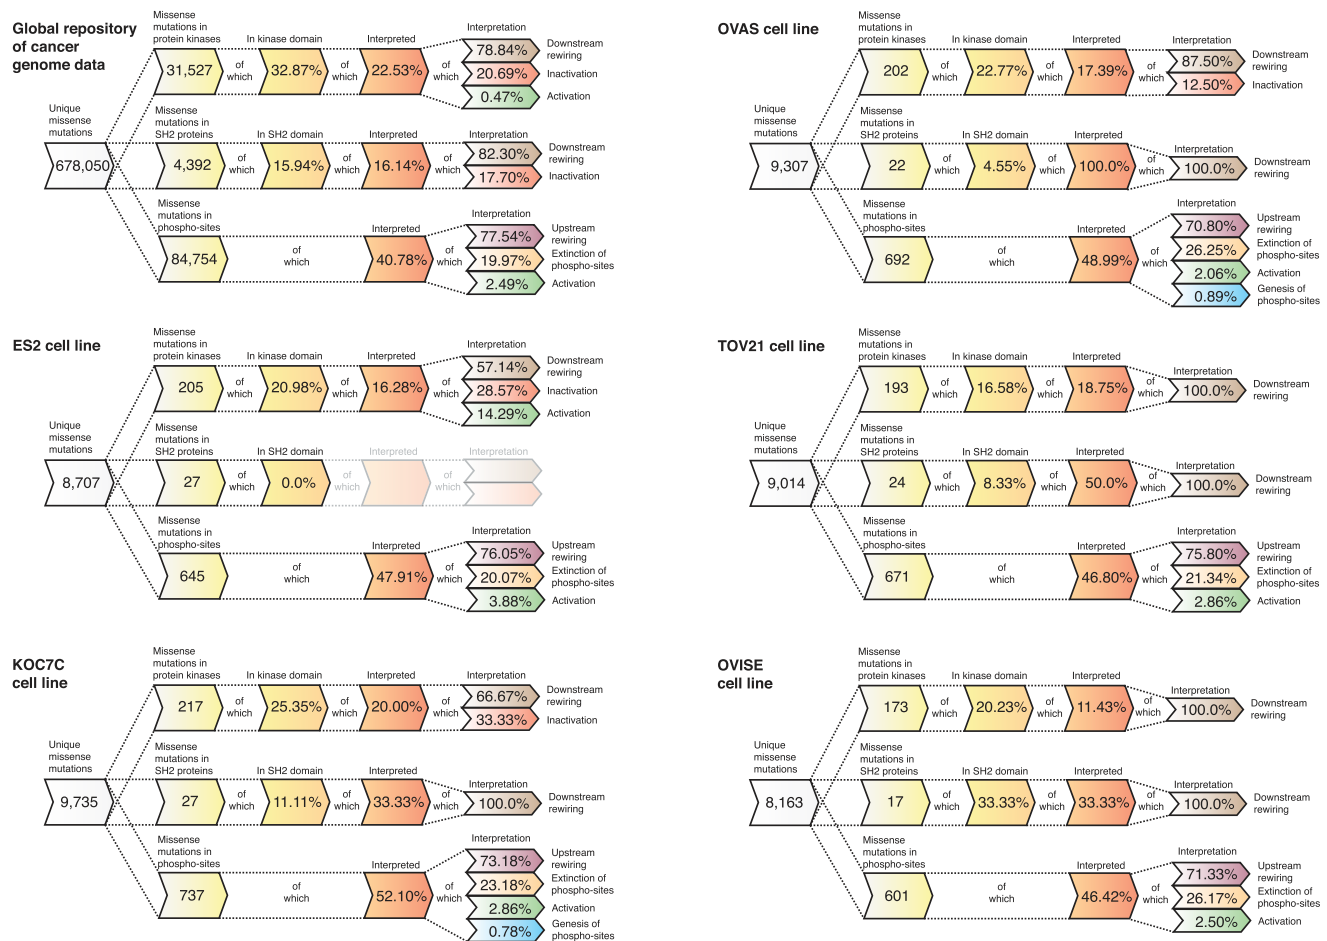 Global repository
of cancer
genome data
Unique
missense
mutations
678,050
Missense
mutations in
protein kinases
31,527
of
which
In kinase domain
32.87%
of
which
Interpreted
22.53%
of
which
Interpretation
78.84%
Downstream
rewiring
20.69%
Inactivation
0.47%
Activation
Missense
mutations in
SH2 proteins
4,392
of
which
In SH2 domain
15.94%
of
which
Interpreted
16.14%
of
which
Interpretation
82.30%
Downstream
rewiring
17.70%
Inactivation
Missense
mutations in
phospho-sites
84,754
of
which
Interpreted
40.78%
of
which
Interpretation
77.54%
Upstream
rewiring
19.97%
Extinction of
phospho-sites
2.49%
Activation
OVAS cell line
Unique
missense
mutations
9,307
Missense
mutations in
protein kinases
202
of
which
In kinase domain
22.77%
of
which
Interpreted
17.39%
of
which
Interpretation
87.50%
Downstream
rewiring
12.50%
Inactivation
Missense
mutations in
SH2 proteins
22
of
which
In SH2 domain
4.55%
of
which
Interpreted
100.0%
of
which
Interpretation
100.0%
Downstream
rewiring
Missense
mutations in
phospho-sites
692
of
which
Interpreted
48.99%
of
which
Interpretation
70.80%
Upstream
rewiring
26.25%
Extinction of
phospho-sites
2.06%
Activation
0.89%
Genesis of
phospho-sites
ES2 cell line
Unique
missense
mutations
8,707
Missense
mutations in
protein kinases
205
of
which
In kinase domain
20.98%
of
which
Interpreted
16.28%
of
which
Interpretation
57.14%
Downstream
rewiring
28.57%
Inactivation
14.29%
Activation
Missense
mutations in
SH2 proteins
27
of
which
In SH2 domain
0.0%
of
which
Interpreted
of
which
Interpretation
Missense
mutations in
phospho-sites
645
of
which
Interpreted
47.91%
of
which
Interpretation
76.05%
Upstream
rewiring
20.07%
Extinction of
phospho-sites
3.88%
Activation
TOV21 cell line
Unique
missense
mutations
9,014
Missense
mutations in
protein kinases
193
of
which
In kinase domain
16.58%
of
which
Interpreted
18.75%
of
which
Interpretation
100.0%
Downstream
rewiring
Missense
mutations in
SH2 proteins
24
of
which
In SH2 domain
8.33%
of
which
Interpreted
50.0%
of
which
Interpretation
100.0%
Downstream
rewiring
Missense
mutations in
phospho-sites
671
of
which
Interpreted
46.80%
of
which
Interpretation
75.80%
Upstream
rewiring
21.34%
Extinction of
phospho-sites
2.86%
Activation
KOC7C
cell line
Unique
missense
mutations
9,735
Missense
mutations in
protein kinases
217
of
which
In kinase domain
25.35%
of
which
Interpreted
20.00%
of
which
Interpretation
66.67%
Downstream
rewiring
33.33%
Inactivation
Missense
mutations in
SH2 proteins
27
of
which
In SH2 domain
11.11%
of
which
Interpreted
33.33%
of
which
Interpretation
100.0%
Downstream
rewiring
Missense
mutations in
phospho-sites
737
of
which
Interpreted
52.10%
of
which
Interpretation
73.18%
Upstream
rewiring
23.18%
Extinction of
phospho-sites
2.86%
Activation
0.78%
Genesis of
phospho-sites
OVISE
cell line
Unique
missense
mutations
8,163
Missense
mutations in
protein kinases
173
of
which
In kinase domain
20.23%
of
which
Interpreted
11.43%
of
which
Interpretation
100.0%
Downstream
rewiring
Missense
mutations in
SH2 proteins
17
of
which
In SH2 domain
33.33%
of
which
Interpreted
33.33%
of
which
Interpretation
100.0%
Downstream
rewiring
Missense
mutations in
phospho-sites
601
of
which
Interpreted
46.42%
of
which
Interpretation
71.33%
Upstream
rewiring
26.17%
Extinction of
phospho-sites
2.50%
Activation